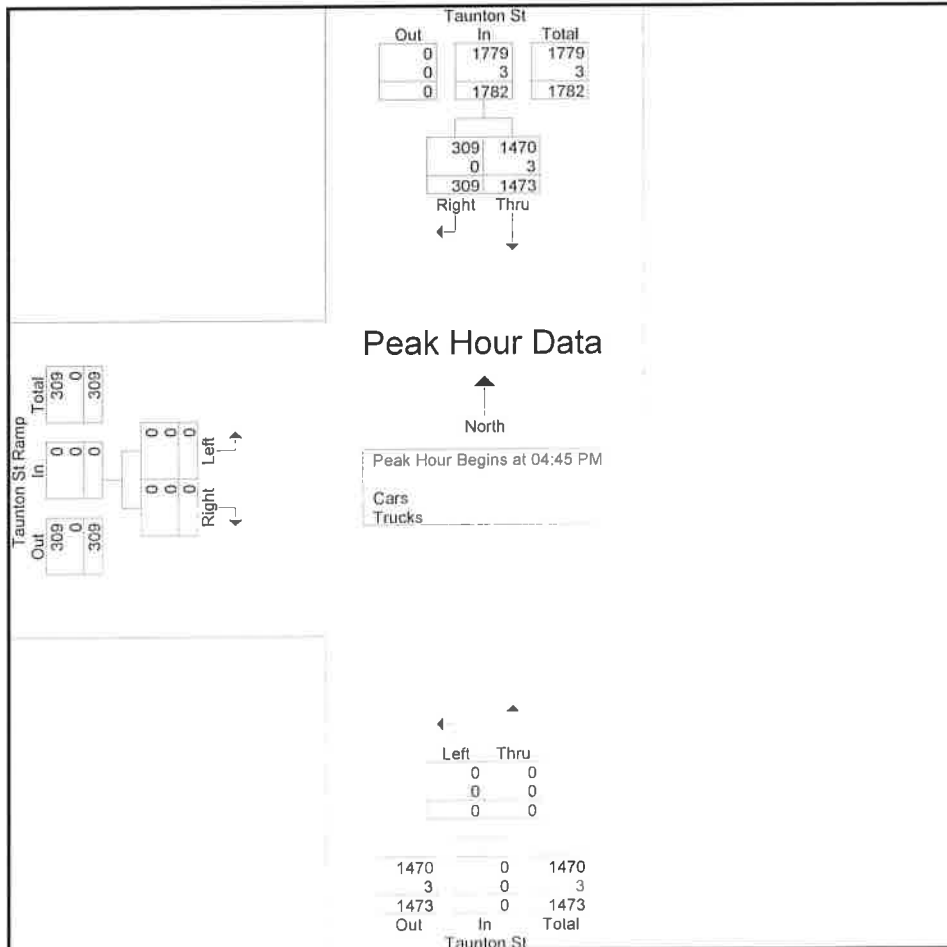 Taunton St
Out In Total
0 1779 1779
0 3 3
0 1782 1782
309 1470
0 3
309 1473
Right Thru
Peak Hour Data
North
Peak Hour Begins at 04:45 PM
Cars
Trucks
Taunton St Ramp
Out In Total
309 0 309
0 0 0
309 0 309
Right Left
0 0
0 0
0 0
Left Thru
0 0
0 0
0 0
1470 0 1470
3 0 3
1473 0 1473
Out In Total
Taunton St